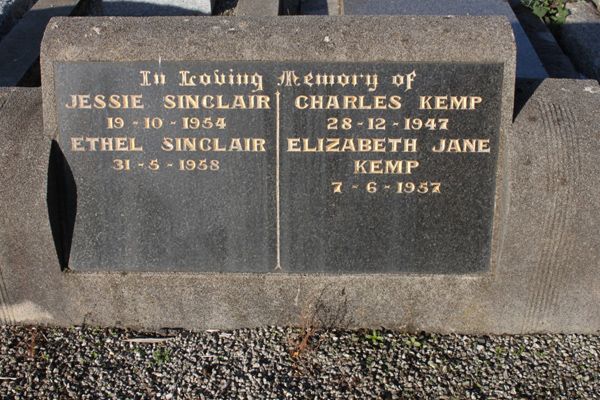 In Loving Memory of
JESSIE SINCLAIR
19-10-1954
ETHEL SINCLAIR
31-5-1958
CHARLES KEMP
28-12-1947
ELIZABETH JANE
KEMP
7-6-1957